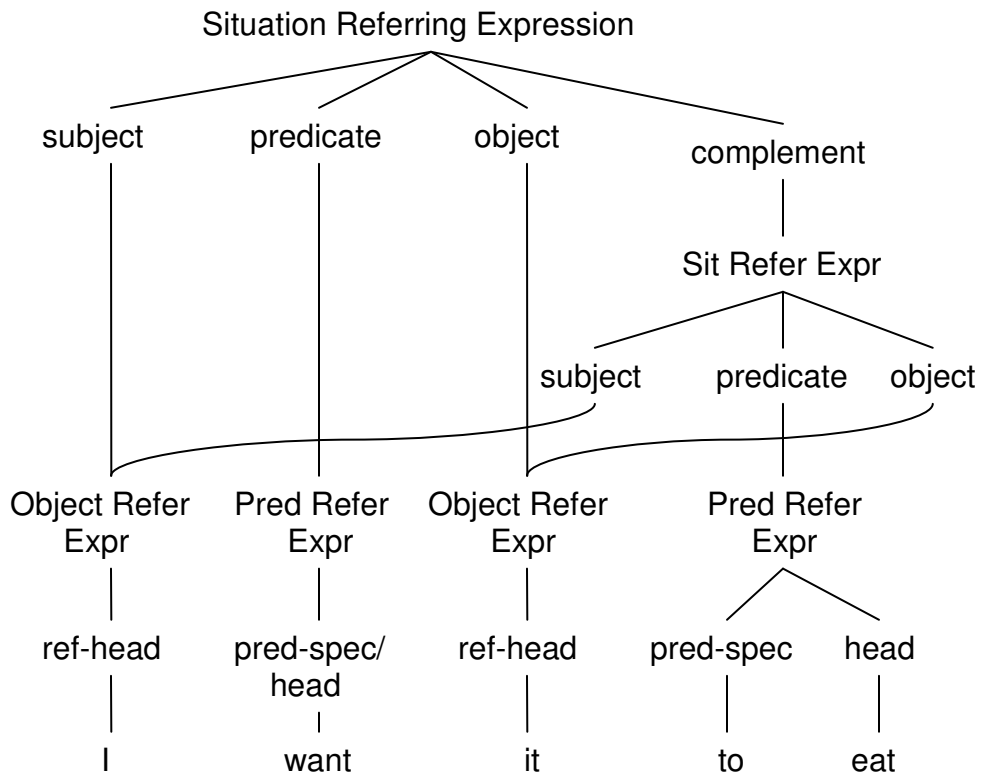 Situation Referring Expression
subject predicate object
complement
Sit Refer Expr
subject predicate object
Object Refer Pred Refer Object Refer Pred Refer
Expr Expr Expr Expr
ref-head pred-spec/ ref-head pred-spec head
head
I want it to eat